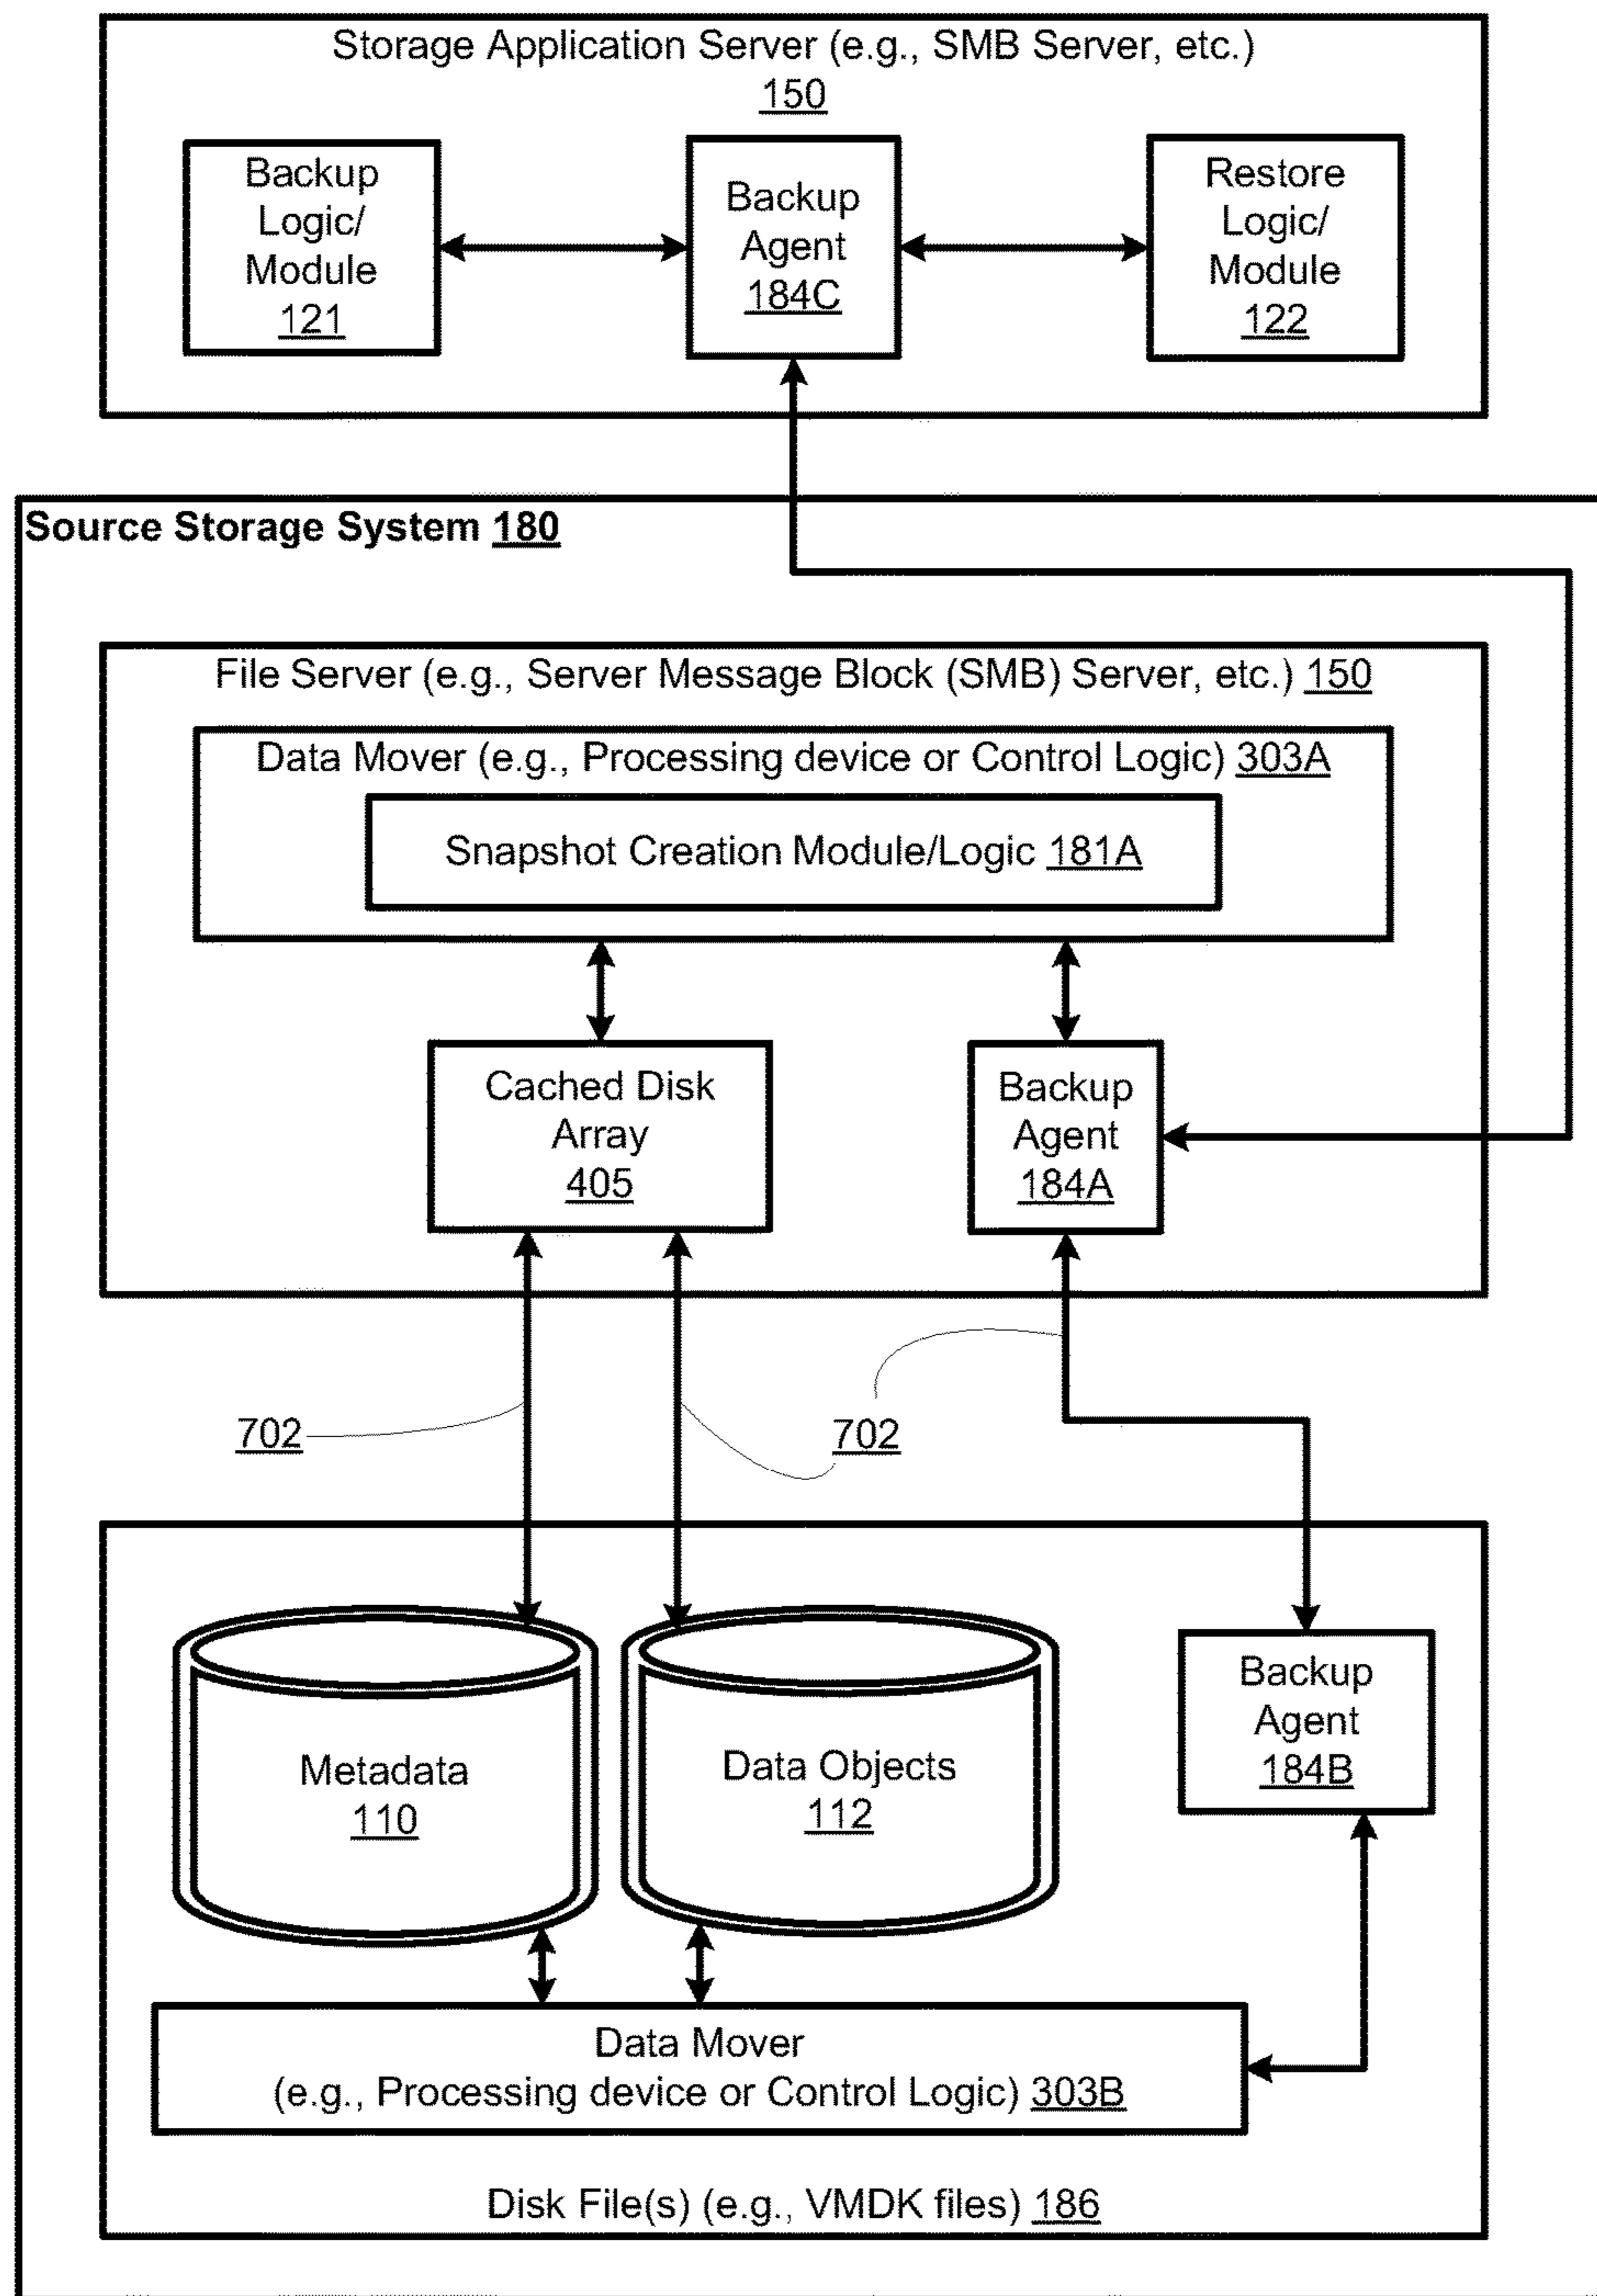 Storage Application Server (e.g., SMB Server, etc.)
150
Backup
Logic/
Module
121
Backup
Agent
184C
Restore
Logic/
Module
122
Source Storage System 180
File Server (e.g., Server Message Block (SMB) Server, etc.) 150
Data Mover (e.g., Processing device or Control Logic) 303A
Snapshot Creation Module/Logic 181A
Cached Disk
Array
405
Backup
Agent
184A
702
702
Metadata
110
Data Objects
112
Backup
Agent
184B
Data Mover
(e.g., Processing device or Control Logic) 303B
Disk File(s) (e.g., VMDK files) 186